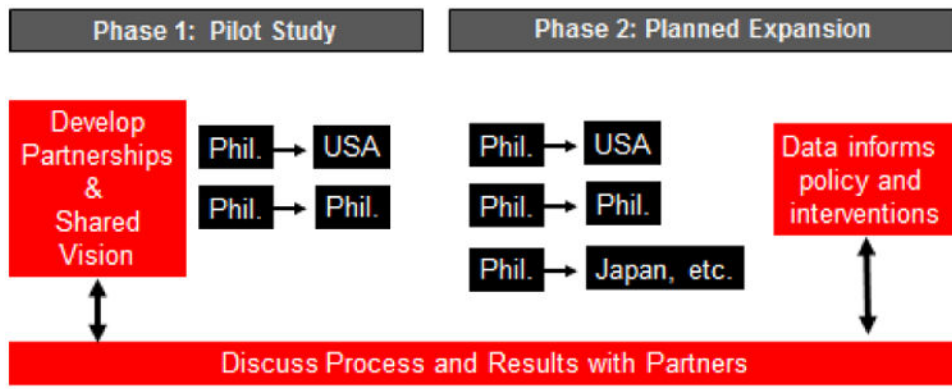 Phase 1: Pilot Study
Phase 2: Planned Expansion
Develop
Partnerships
&
Shared
Vision
Phil. USA
Phil. Phil.
Phil. USA
Phil. Phil.
Phil. Japan, etc.
Data informs
policy and
interventions
Discuss Process and Results with Partners